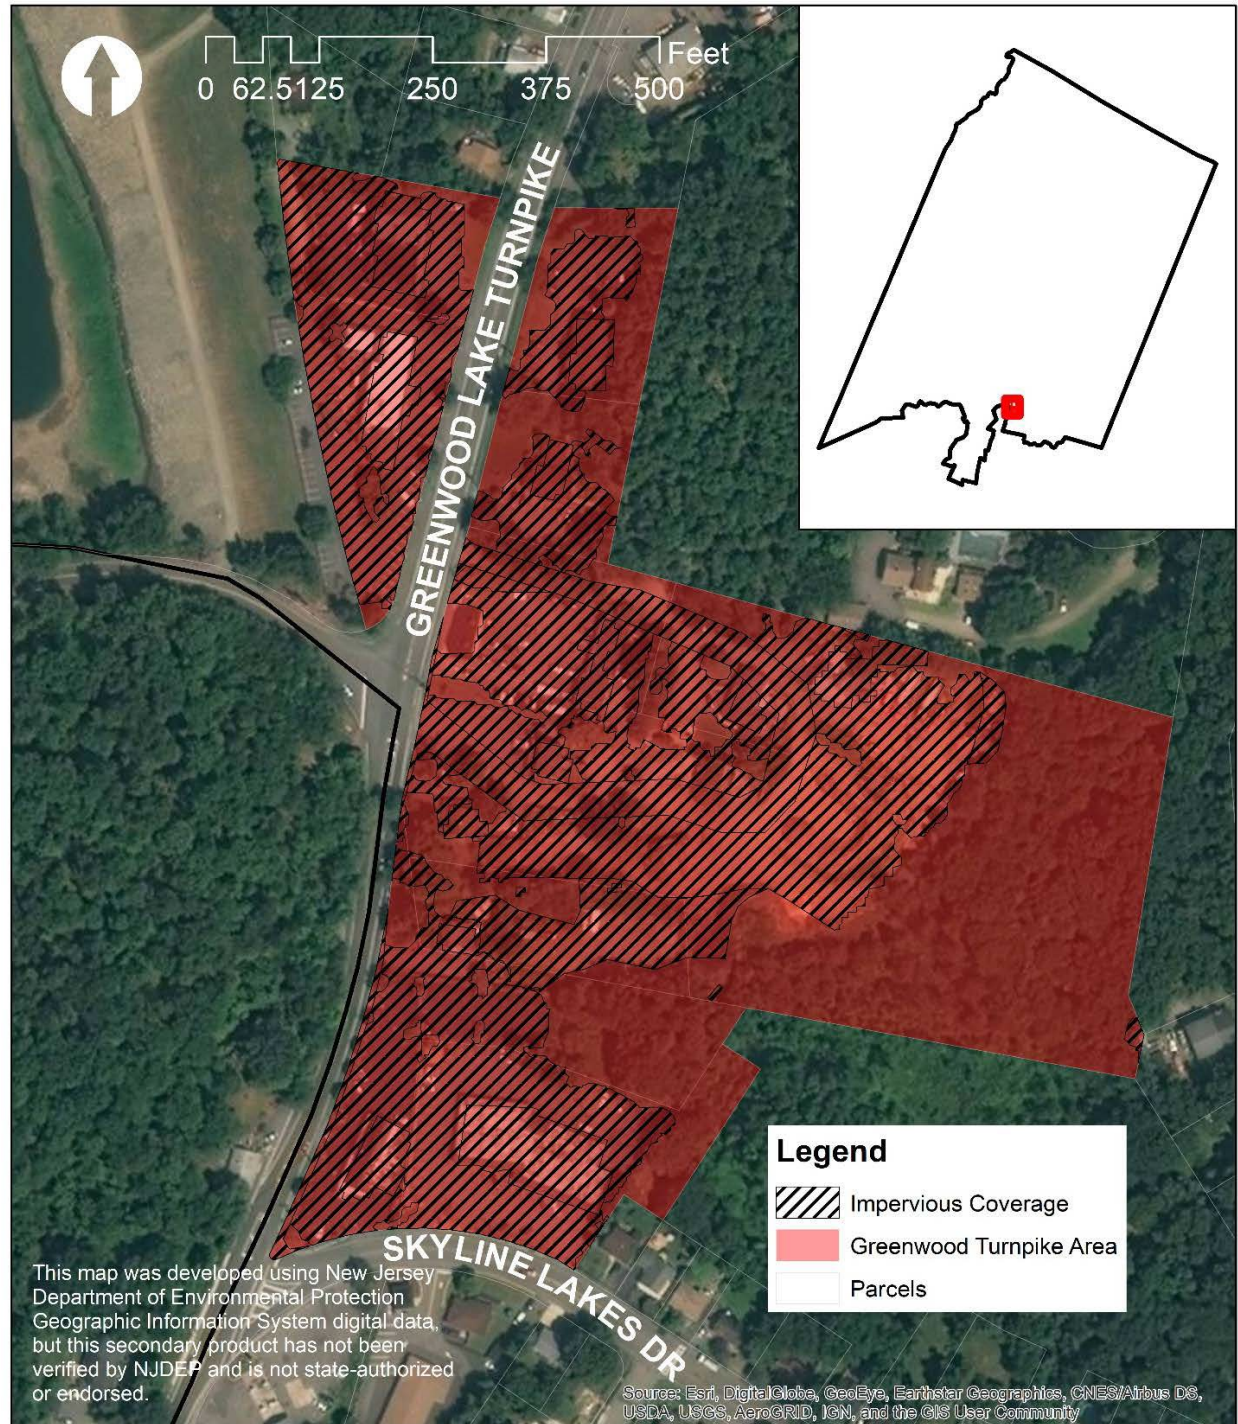 Feet
0 62.5125 250 375 500
GREENWOOD LAKE TURNPIKE
SKYLINE LAKES DR
Legend
Impervious Coverage
Greenwood Turnpike Area
Parcels
This map was developed using New Jersey
Department of Environmental Protection
Geographic Information System digital data,
but this secondary product has not been
verified by NJDEP and is not state-authorized
or endorsed.
Source: Esri, DigitalGlobe, GeoEye, Earthstar Geographics, CNES/Airbus DS,
USDA, USGS, AeroGRID, IGN, and the GIS User Community